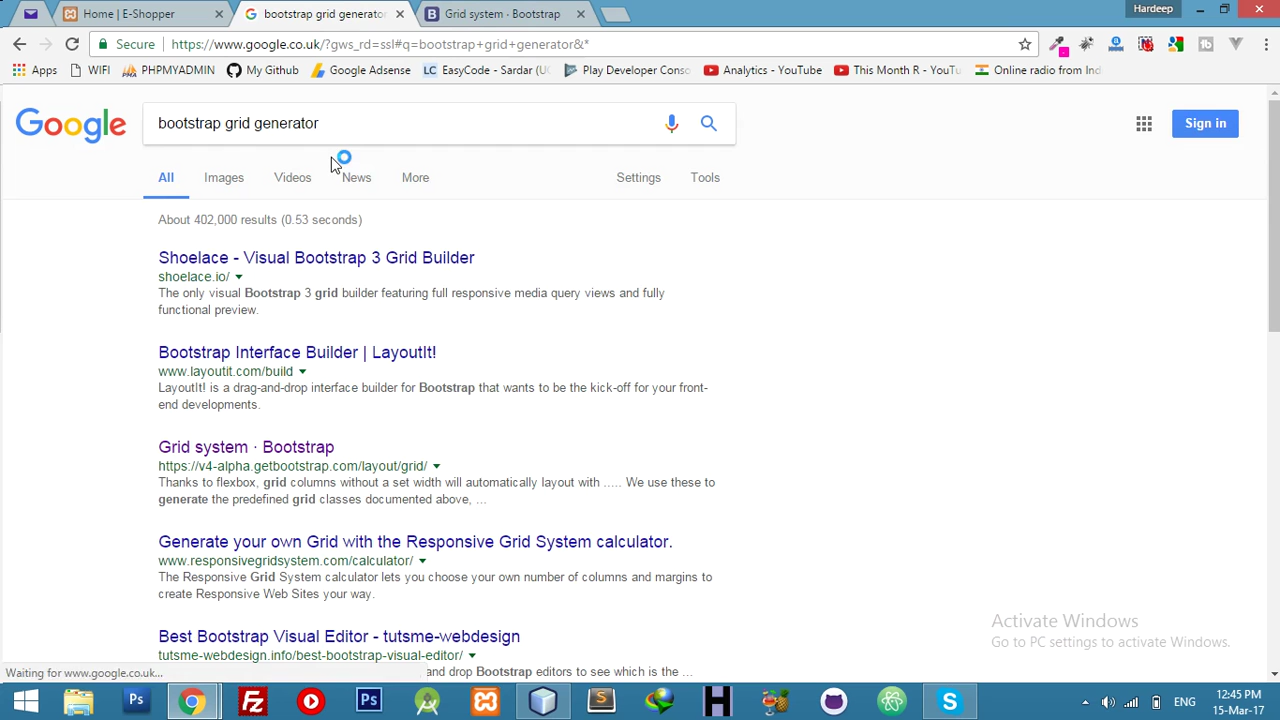 Home | E-Shopper
bootstrap grid generator
Grid system · Bootstrap
Hardeep
Secure
https://www.google.co.uk/?gws_rd=ssl#q=bootstrap+grid+generator&*
Apps
WIFI
PHPMYADMIN
My Github
Google Adsense
LC EasyCode - Sardar (U
Play Developer Conso
Analytics - YouTube
This Month R - YouTu
Online radio from Ind
Google
bootstrap grid generator
Sign in
All
Images
Videos
News
More
Settings
Tools
About 402,000 results (0.53 seconds)
Shoelace - Visual Bootstrap 3 Grid Builder
shoelace.io/
The only visual Bootstrap 3 grid builder featuring full responsive media query views and fully
functional preview.
Bootstrap Interface Builder | LayoutIt!
www.layoutit.com/build
LayoutIt! is a drag-and-drop interface builder for Bootstrap that wants to be the kick-off for your front-
end developments.
Grid system · Bootstrap
https://v4-alpha.getbootstrap.com/layout/grid/
Thanks to flexbox, grid columns without a set width will automatically layout with ..... We use these to
generate the predefined grid classes documented above, ...
Generate your own Grid with the Responsive Grid System calculator.
www.responsivegridsystem.com/calculator/
The Responsive Grid System calculator lets you choose your own number of columns and margins to
create Responsive Web Sites your way.
Best Bootstrap Visual Editor - tutsme-webdesign
tutsme-webdesign.info/best-bootstrap-visual-editor/
and drop Bootstrap editors to see which is the ...
Waiting for www.google.co.uk...
Activate Windows
Go to PC settings to activate Windows.
ENG
12:45 PM
15-Mar-17